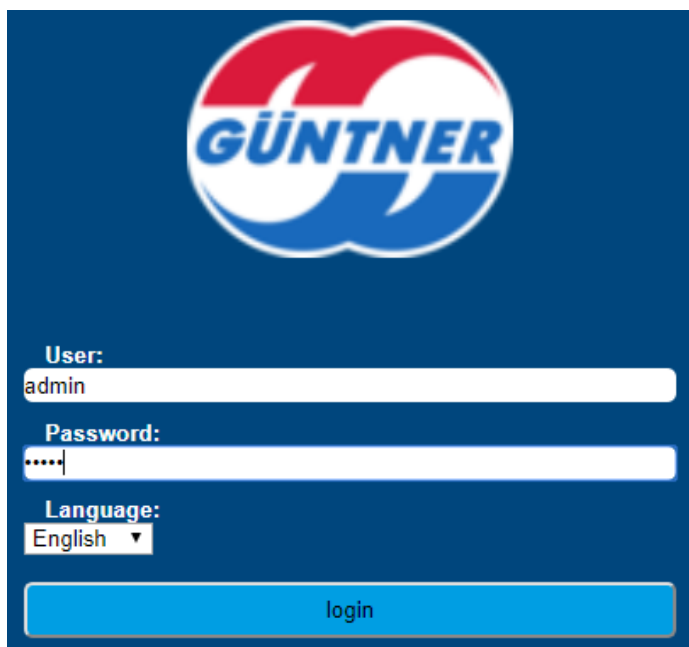 GÜNTNER
User:
admin
Password:
•••••
Language:
English
login